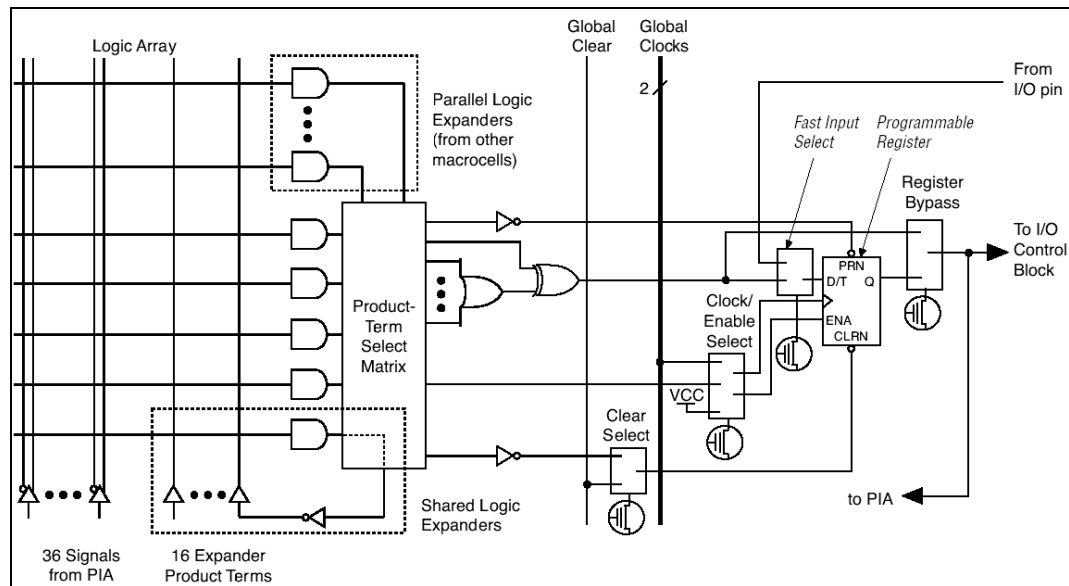 Logic Array
Global
Clear
Global
Clocks
2
From
I/O pin
Parallel Logic
Expanders
(from other
macrocells)
Fast Input
Select
Programmable
Register
Register
Bypass
To I/O
Control
Block
PRN
D/T Q
ENA
CLRN
Product-
Term
Select
Matrix
Clock/
Enable
Select
VCC
Clear
Select
Shared Logic
Expanders
to PIA
36 Signals
from PIA
16 Expander
Product Terms